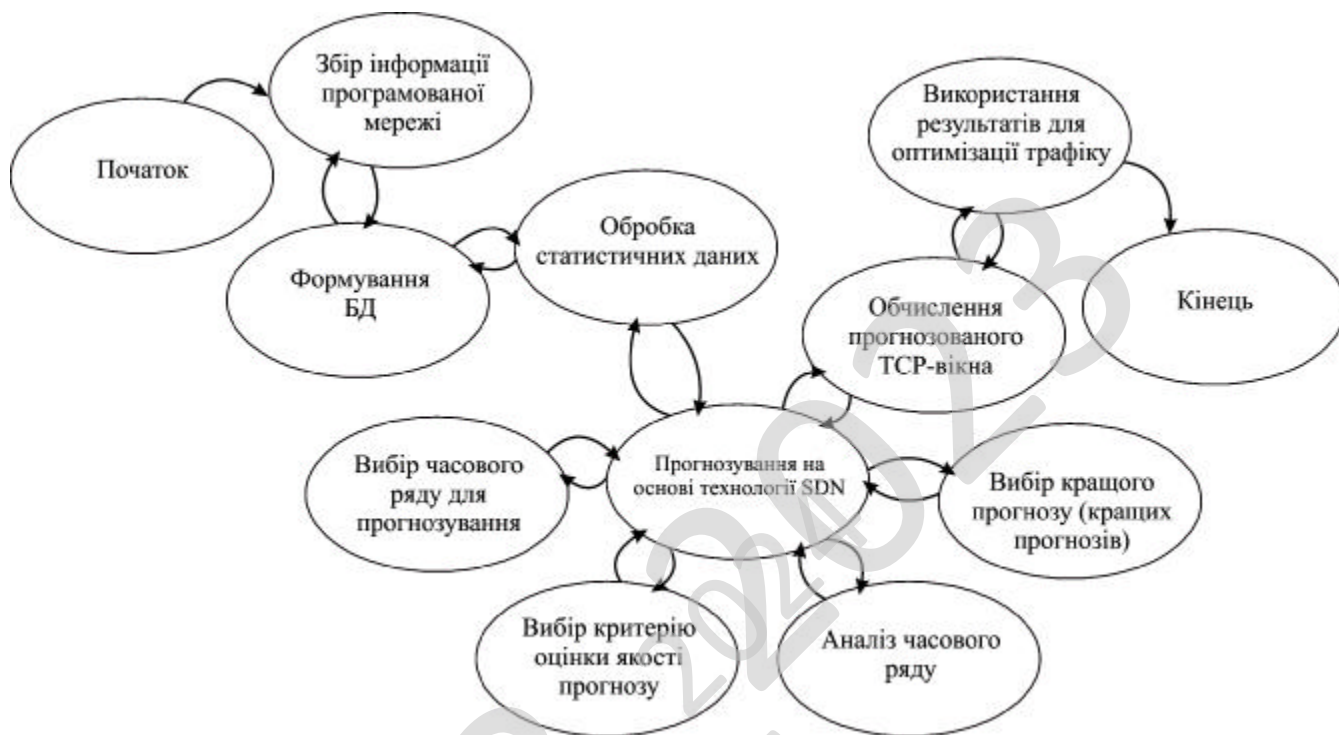 Збір інформації
програмованої
мережі
Початок
Використання
результатів для
оптимізації трафіку
Обробка
статистичних даних
Формування
БД
Кінець
Обчислення
прогнозованого
TCP-вікна
Вибір часового
ряду для
прогнозування
Прогнозування на
основі технології SDN
Вибір кращого
прогнозу (кращих
прогнозів)
Вибір критерію
оцінки якості
прогнозу
Аналіз часового
ряду
2023
2024